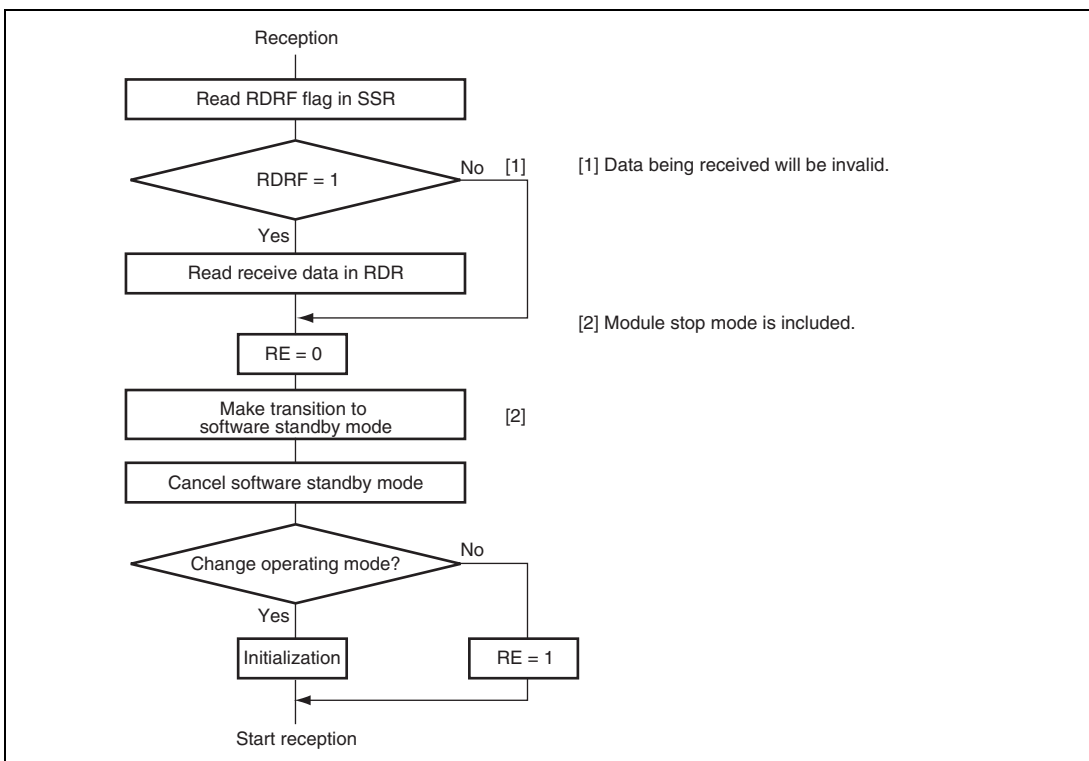 Reception
Read RDRF flag in SSR
RDRF = 1
No [1]
[1] Data being received will be invalid.
Yes
Read receive data in RDR
[2] Module stop mode is included.
RE = 0
Make transition to
software standby mode
[2]
Cancel software standby mode
Change operating mode?
No
Yes
Initialization
RE = 1
Start reception